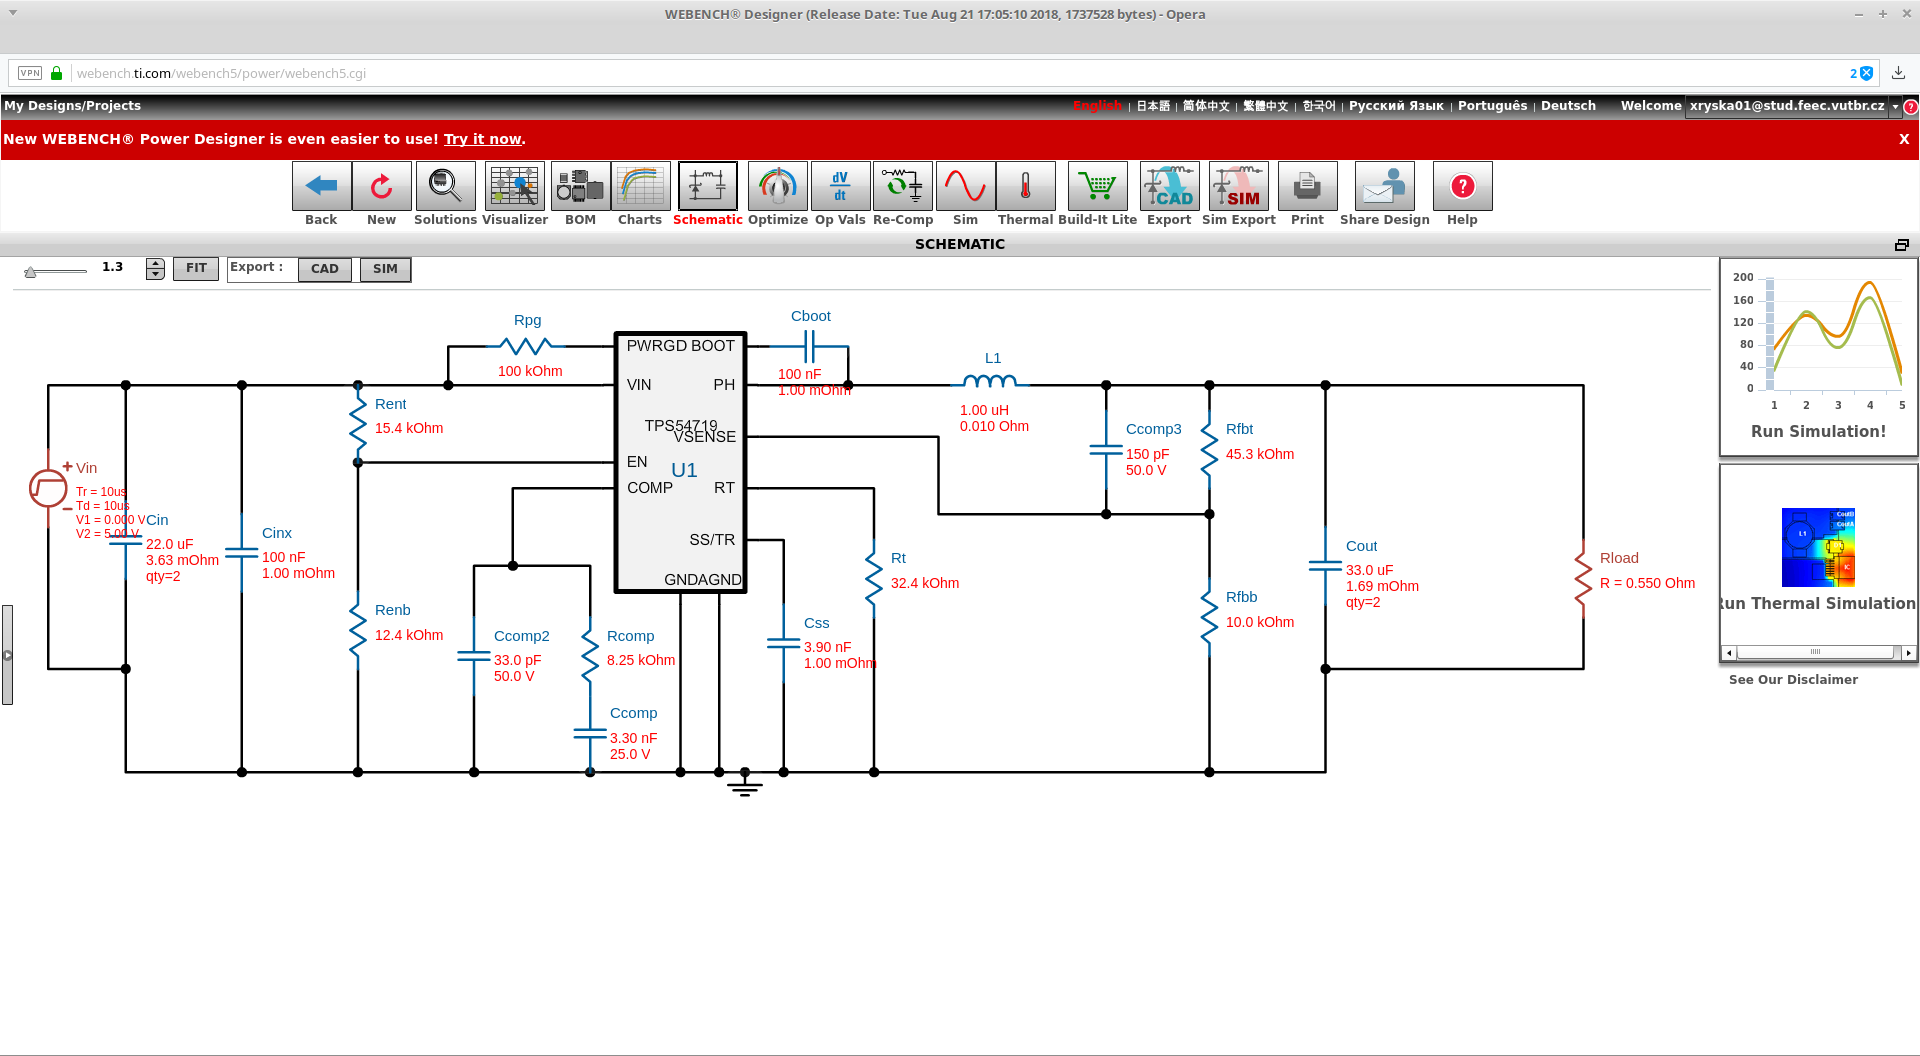 WEBENCH® Designer (Release Date: Tue Aug 21 17:05:10 2018, 1737528 bytes) - Opera
VPN webench.ti.com/webench5/power/webench5.cgi 2
My Designs/Projects English | 日本語 | 简体中文 | 繁體中文 | 한국어 | Русский Язык | Português | Deutsch Welcome xryska01@stud.feec.vutbr.cz ?
New WEBENCH® Power Designer is even easier to use! Try it now. X
dV
dt
CAD
SIM
?
Back New Solutions Visualizer BOM Charts Schematic Optimize Op Vals Re-Comp Sim Thermal Build-It Lite Export Sim Export Print Share Design Help
SCHEMATIC
1.3 FIT Export : CAD SIM
Rpg
100 kOhm
Cboot
100 nF
1.00 mOhm
PWRGD BOOT
VIN PH
TPS54719
VSENSE
EN
U1
COMP RT
SS/TR
GNDAGND
L1
1.00 uH
0.010 Ohm
Rent
15.4 kOhm
Vin
Tr = 10us
Td = 10us
V1 = 0.000 V
V2 = 5.00 V
Cin
22.0 uF
3.63 mOhm
qty=2
Cinx
100 nF
1.00 mOhm
Renb
12.4 kOhm
Ccomp2
33.0 pF
50.0 V
Rcomp
8.25 kOhm
Ccomp
3.30 nF
25.0 V
Css
3.90 nF
1.00 mOhm
Rt
32.4 kOhm
Ccomp3
150 pF
50.0 V
Rfbt
45.3 kOhm
Rfbb
10.0 kOhm
Cout
33.0 uF
1.69 mOhm
qty=2
Rload
R = 0.550 Ohm
200
160
120
80
40
0
1 2 3 4 5
Run Simulation!
CoutB
CoutA
L1
IC
Run Thermal Simulation
See Our Disclaimer